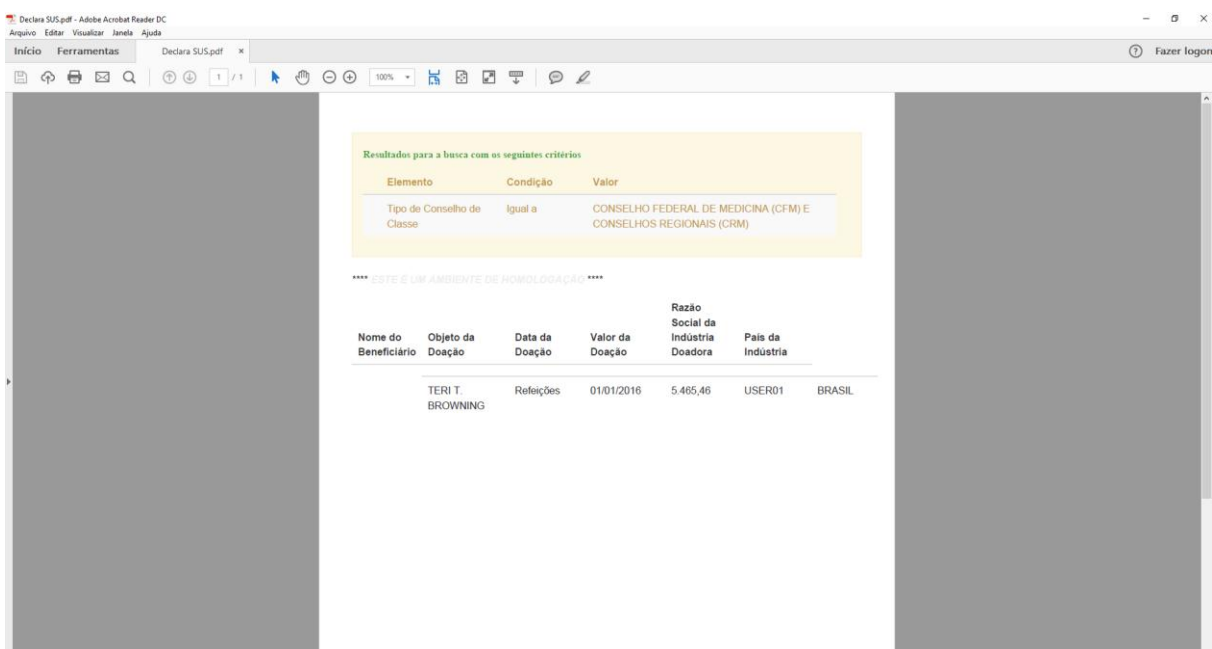 Declara SUS.pdf - Adobe Acrobat Reader DC
Arquivo Editar Visualizar Janela Ajuda
Início Ferramentas Declara SUS.pdf × Fazer logon
1 / 1 100%
Resultados para a busca com os seguintes critérios
Elemento Condição Valor
Tipo de Conselho de Classe Igual a CONSELHO FEDERAL DE MEDICINA (CFM) E
CONSELHOS REGIONAIS (CRM)
**** ESTE É UM AMBIENTE DE HOMOLOGAÇÃO ****
Nome do Beneficiário Objeto da Doação Data da Doação Valor da Doação Razão Social da Indústria Doadora País da Indústria
TERI T. BROWNING Refeições 01/01/2016 5.465,46 USER01 BRASIL